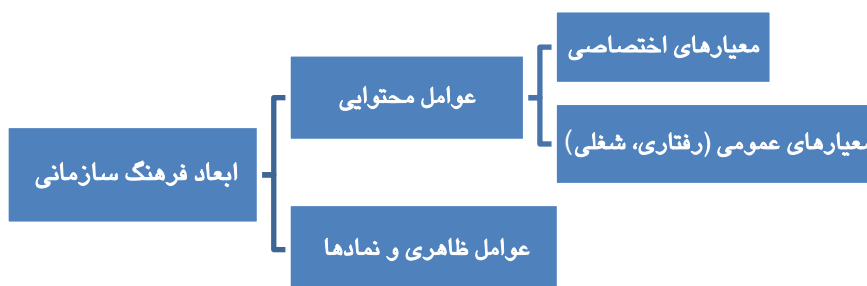 ابعاد فرهنگ سازمانی
عوامل محتوایی
معیارهای اختصاصی
معیارهای عمومی (رفتاری، شغلی)
عوامل ظاهری و نمادها